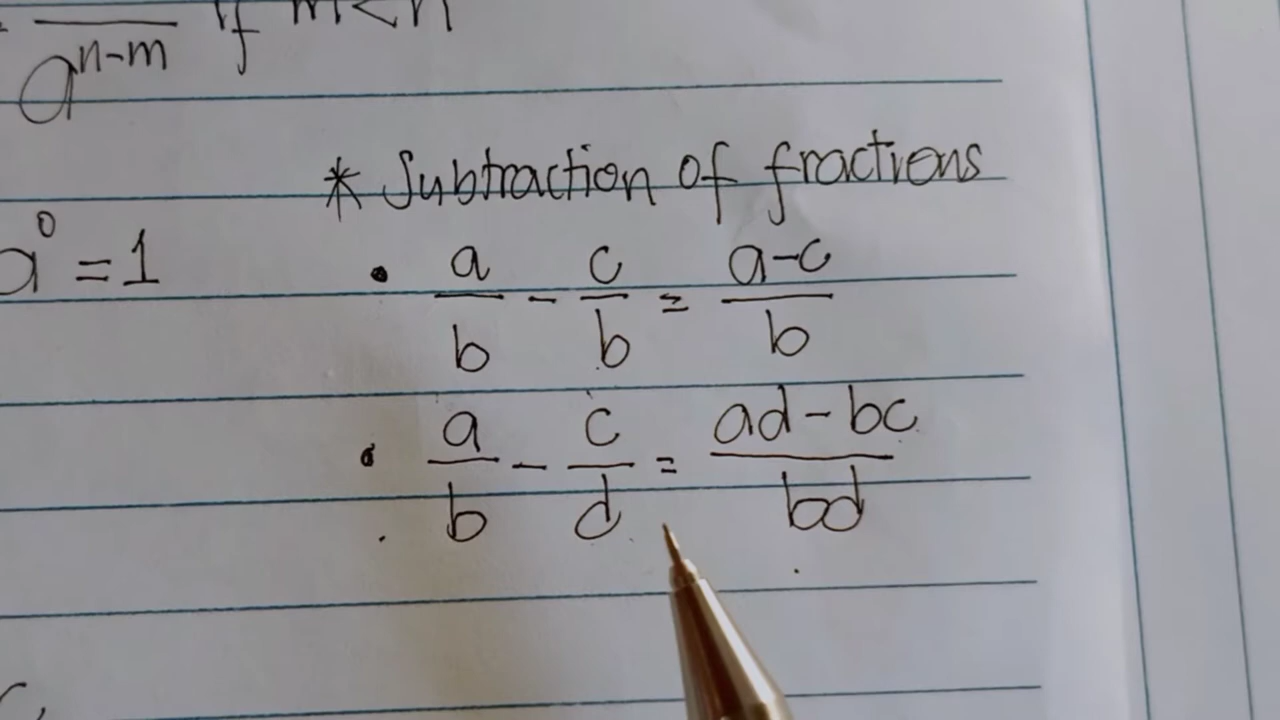 a^{n-m} if m<n
* Subtraction of fractions
a^0 = 1
• a/b - c/b = a-c/b
• a/b - c/d = ad-bc/bd